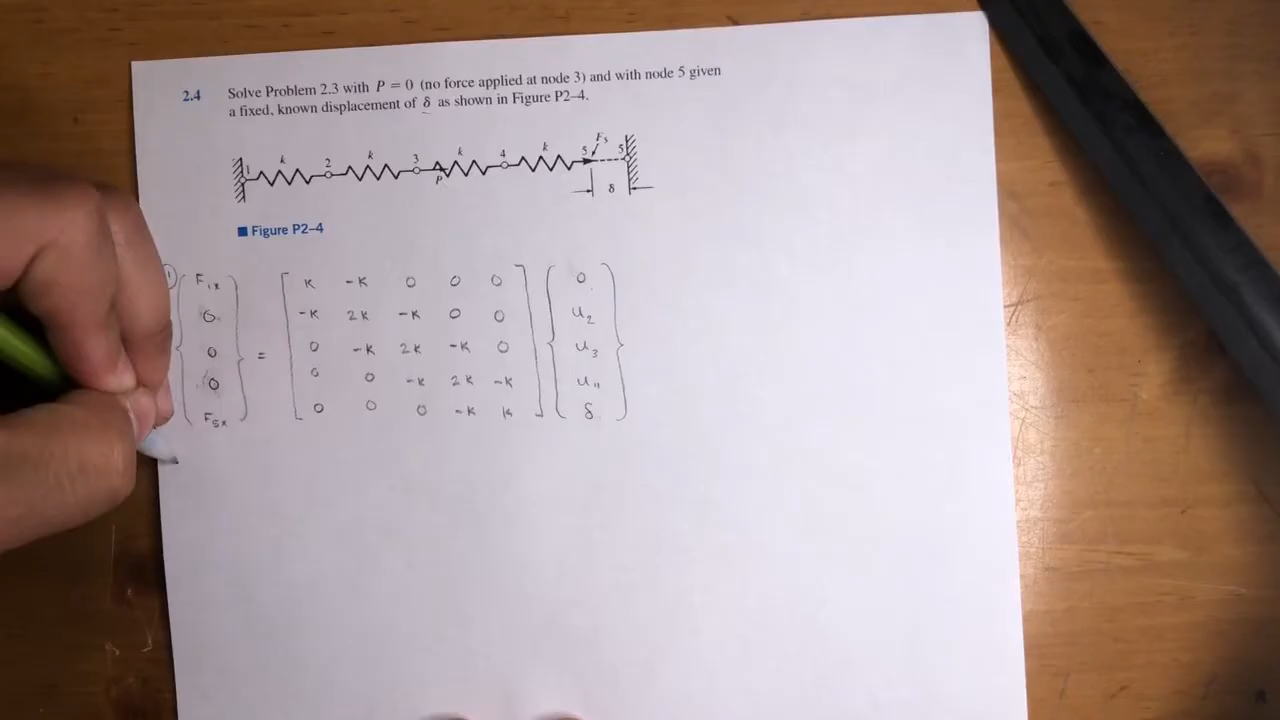 2.4 Solve Problem 2.3 with P = 0 (no force applied at node 3) and with node 5 given
a fixed, known displacement of δ as shown in Figure P2–4.
1 k 2 k 3 k 4 k 5 F₅ 5
P
δ
■ Figure P2–4
① F₁ₓ K -K 0 0 0 0
0 -K 2K -K 0 0 u₂
0 = 0 -K 2K -K 0 u₃
0 0 0 -K 2K -K u₄
F₅ₓ 0 0 0 -K K δ